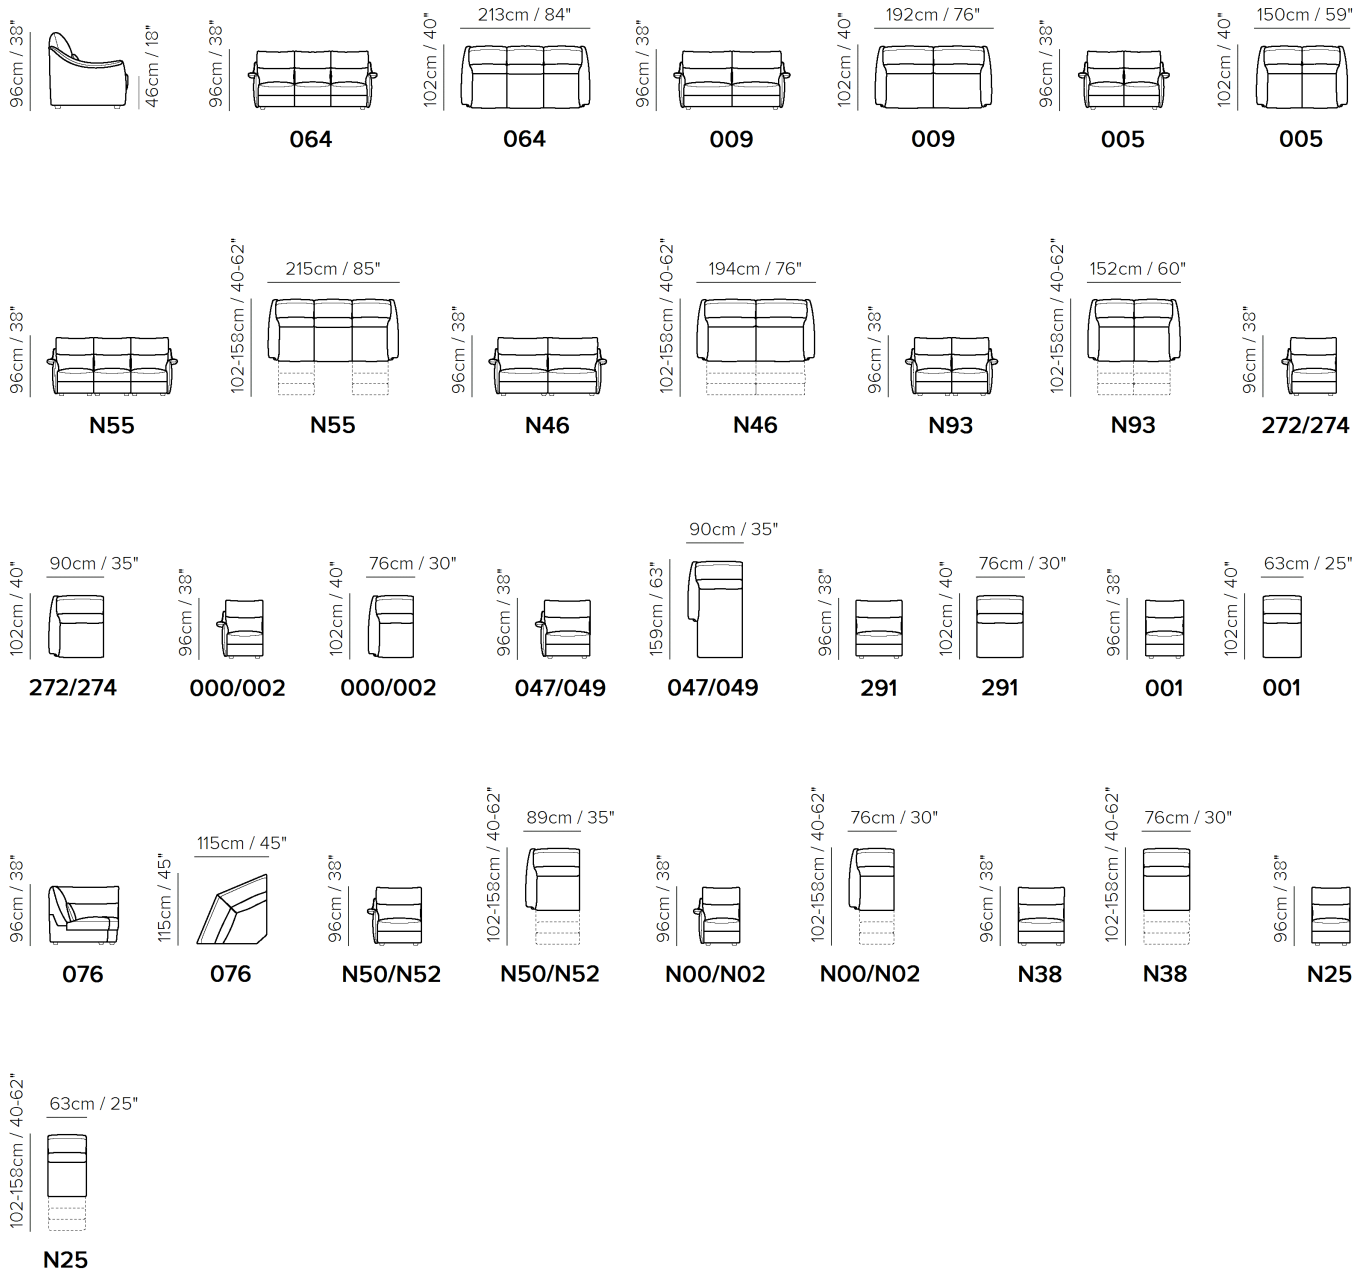 96cm / 38"
46cm / 18"
96cm / 38"
064
102cm / 40"
213cm / 84"
064
96cm / 38"
009
102cm / 40"
192cm / 76"
009
96cm / 38"
005
102cm / 40"
150cm / 59"
005
96cm / 38"
N55
102-158cm / 40-62"
215cm / 85"
N55
96cm / 38"
N46
102-158cm / 40-62"
194cm / 76"
N46
96cm / 38"
N93
102-158cm / 40-62"
152cm / 60"
N93
96cm / 38"
272/274
102cm / 40"
90cm / 35"
272/274
96cm / 38"
000/002
102cm / 40"
76cm / 30"
000/002
96cm / 38"
047/049
159cm / 63"
90cm / 35"
047/049
96cm / 38"
291
102cm / 40"
76cm / 30"
291
96cm / 38"
001
102cm / 40"
63cm / 25"
001
96cm / 38"
076
115cm / 45"
115cm / 45"
076
96cm / 38"
N50/N52
102-158cm / 40-62"
89cm / 35"
N50/N52
96cm / 38"
N00/N02
102-158cm / 40-62"
76cm / 30"
N00/N02
96cm / 38"
N38
102-158cm / 40-62"
76cm / 30"
N38
96cm / 38"
N25
102-158cm / 40-62"
63cm / 25"
N25